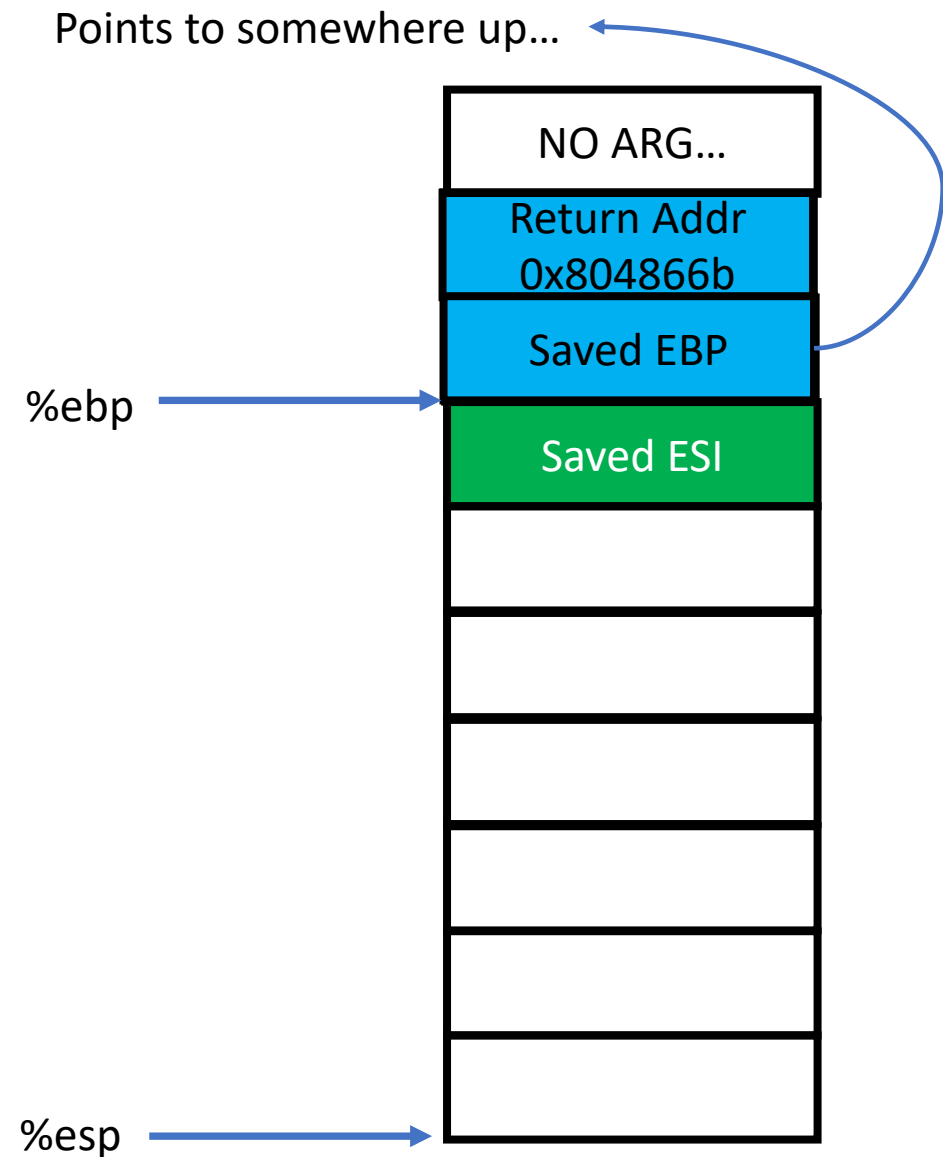 Points to somewhere up…
NO ARG…
Return Addr
0x804866b
Saved EBP
%ebp
Saved ESI
%esp